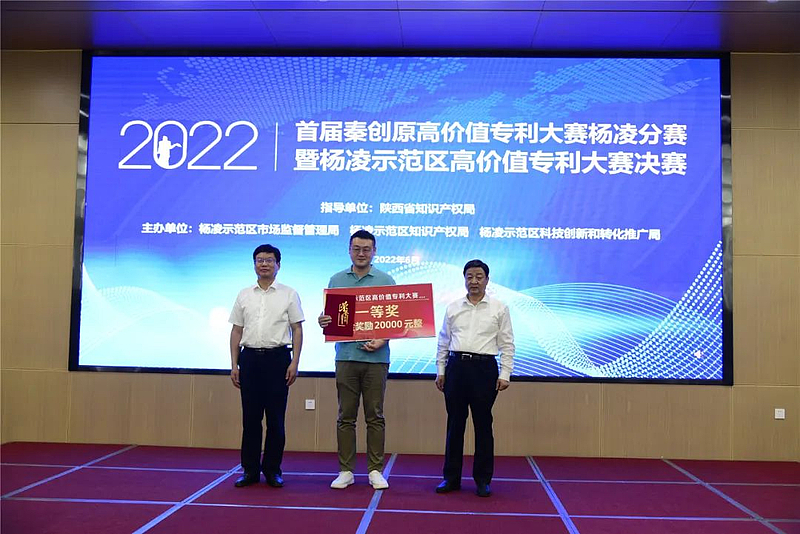 2022
首届秦创原高价值专利大赛杨凌分赛
暨杨凌示范区高价值专利大赛决赛
指导单位：陕西省知识产权局
主办单位：杨凌示范区市场监督管理局 杨凌示范区知识产权局 杨凌示范区科技创新和转化推广局
2022年8月
范区高价值专利大赛
一等奖
奖励20000元整